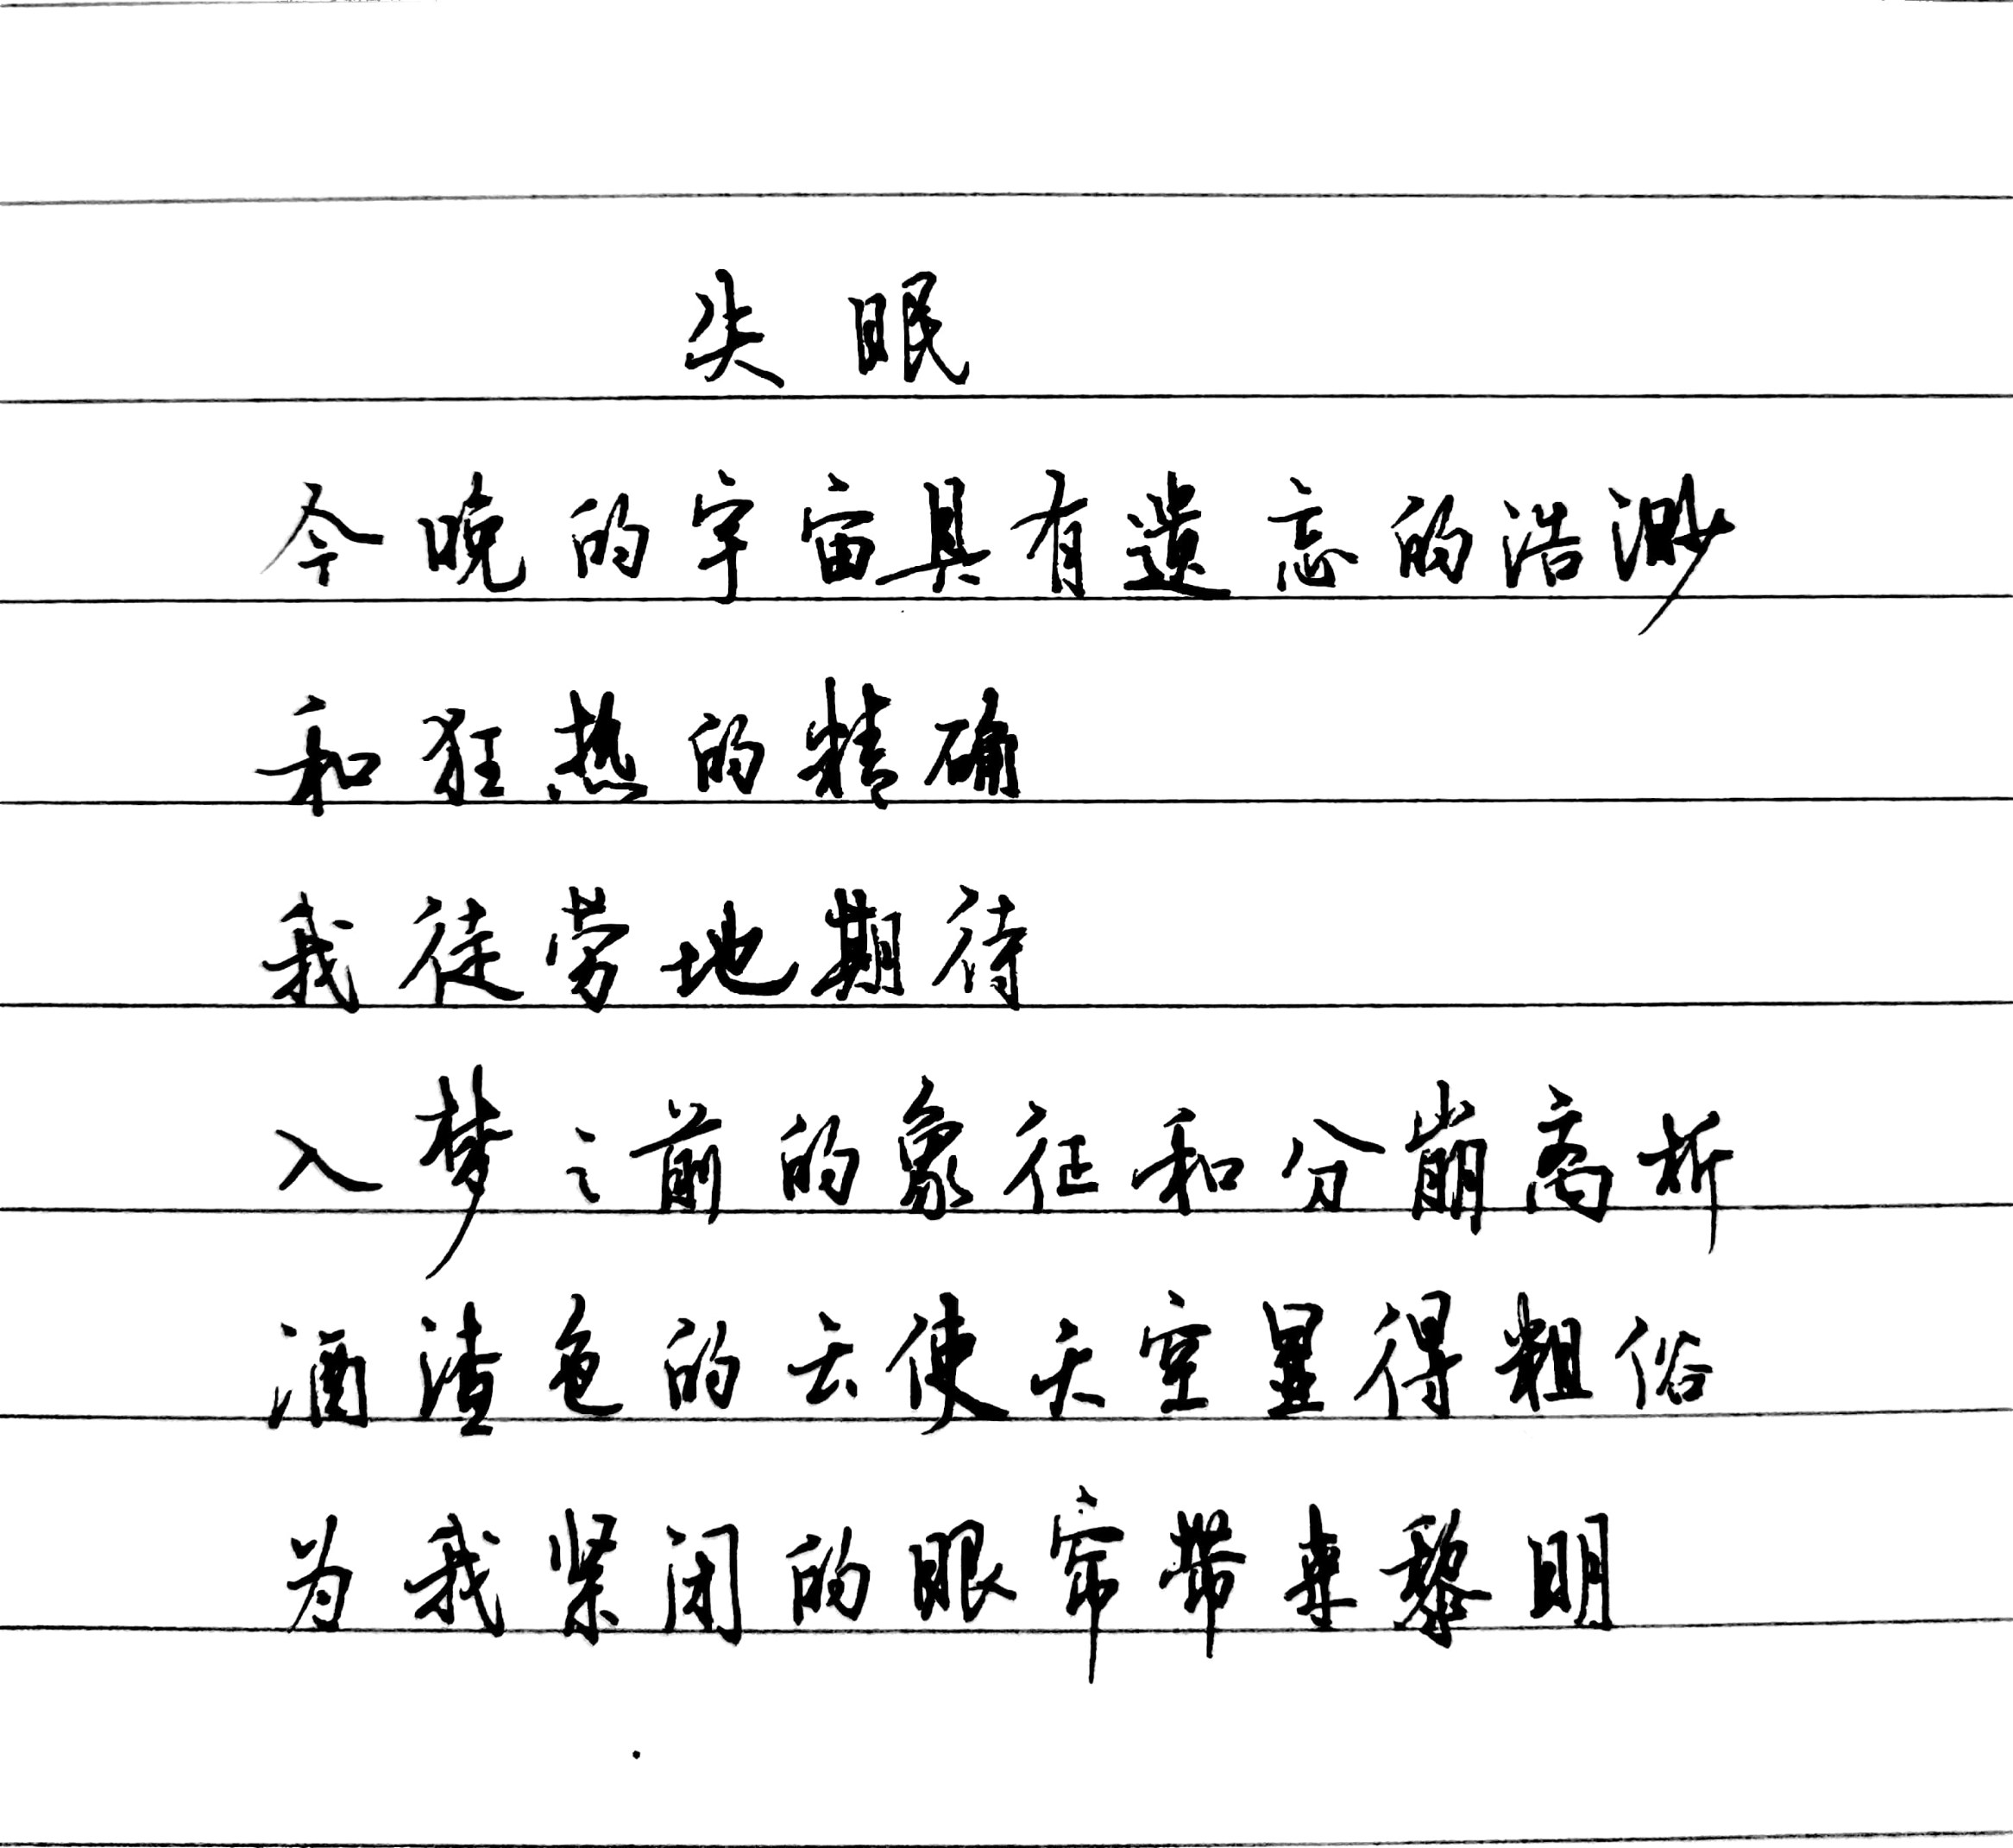 失眠
今晚的宇宙具有遗忘的浩渺
和狂热的精确
我徒劳地期待
入梦之前的象征和分崩离析
酒渣色的云使天空显得粗俗
为我紧闭的眼帘带来黎明